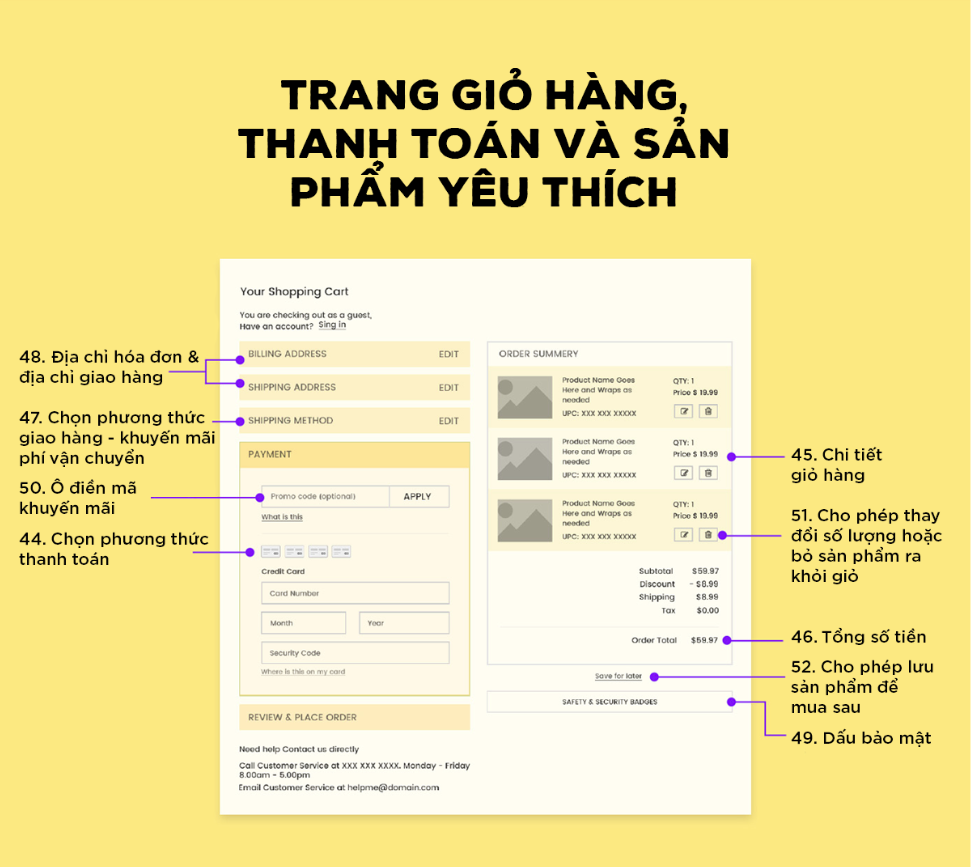 TRANG GIỎ HÀNG,
THANH TOÁN VÀ SẢN
PHẨM YÊU THÍCH
48. Địa chỉ hóa đơn &
địa chỉ giao hàng
47. Chọn phương thức
giao hàng - khuyến mãi
phí vận chuyển
50. Ô điền mã
khuyến mãi
44. Chọn phương thức
thanh toán
Your Shopping Cart
You are checking out as a guest,
Have an account? Sing in
BILLING ADDRESS EDIT
SHIPPING ADDRESS EDIT
SHIPPING METHOD EDIT
PAYMENT
Promo code (optional) APPLY
What is this
Credit Card
Card Number
Month Year
Security Code
Where is this on my card
REVIEW & PLACE ORDER
Need help Contact us directly
Call Customer Service at XXX XXX XXXX. Monday - Friday
8.00am - 5.00pm
Email Customer Service at helpme@domain.com
ORDER SUMMERY
Product Name Goes
Here and Wraps as
needed
UPC: XXX XXX XXXXX
QTY: 1
Price $ 19.99
Product Name Goes
Here and Wraps as
needed
UPC: XXX XXX XXXXX
QTY: 1
Price $ 19.99
Product Name Goes
Here and Wraps as
needed
UPC: XXX XXX XXXXX
QTY: 1
Price $ 19.99
Subtotal $59.97
Discount - $8.99
Shipping $8.99
Tax $0.00
Order Total $59.97
Save for later
SAFETY & SECURITY BADGES
45. Chi tiết
giỏ hàng
51. Cho phép thay
đổi số lượng hoặc
bỏ sản phẩm ra
khỏi giỏ
46. Tổng số tiền
52. Cho phép lưu
sản phẩm để
mua sau
49. Dấu bảo mật